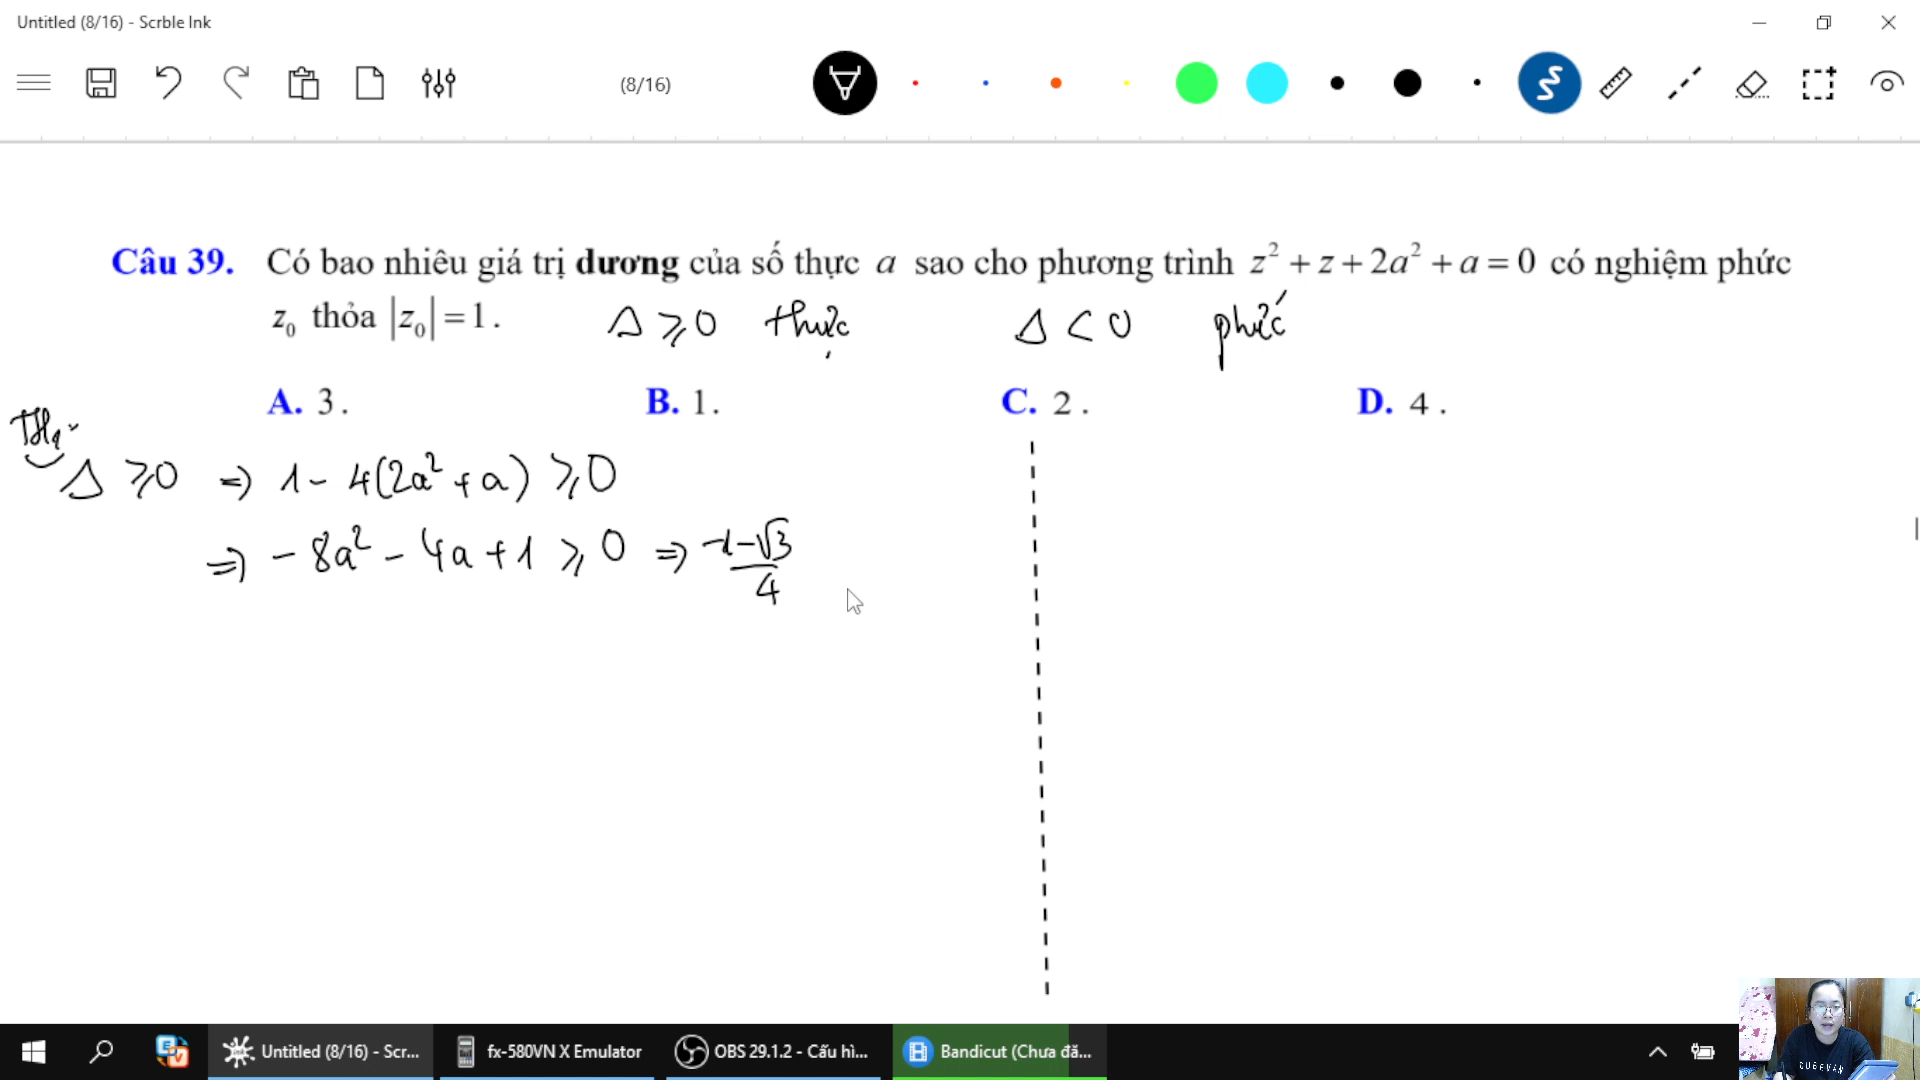 Untitled (8/16) - Scrble Ink
(8/16)
Câu 39. Có bao nhiêu giá trị dương của số thực a sao cho phương trình z² + z + 2a² + a = 0 có nghiệm phức
z₀ thỏa |z₀| = 1.
Δ ⩾ 0 thực Δ < 0 phức
A. 3. B. 1. C. 2. D. 4.
TH₁:
Δ ⩾ 0 ⇒ 1 - 4(2a² + a) ⩾ 0
⇒ - 8a² - 4a + 1 ⩾ 0 ⇒ (-1-√3)/4
Untitled (8/16) - Scr... fx-580VN X Emulator OBS 29.1.2 - Cấu hì... Bandicut (Chưa đă...